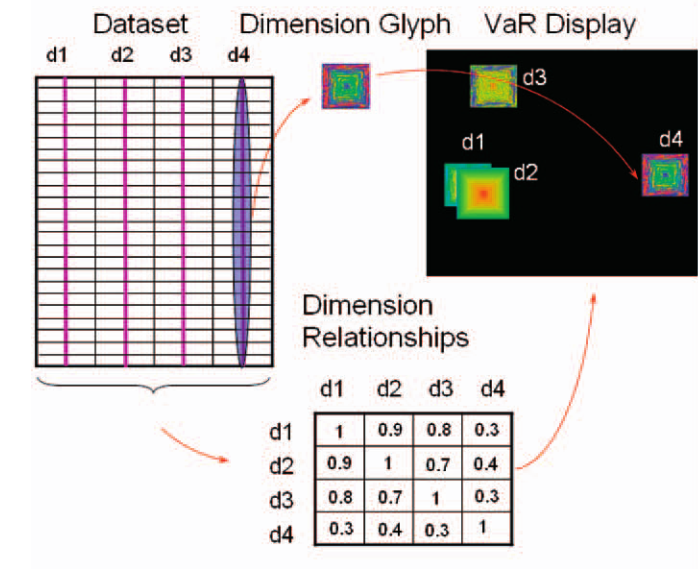 Dataset Dimension Glyph VaR Display
d1 d2 d3 d4
d3
d1
d4
d2
Dimension
Relationships
d1 d2 d3 d4
d1 1 0.9 0.8 0.3
d2 0.9 1 0.7 0.4
d3 0.8 0.7 1 0.3
d4 0.3 0.4 0.3 1